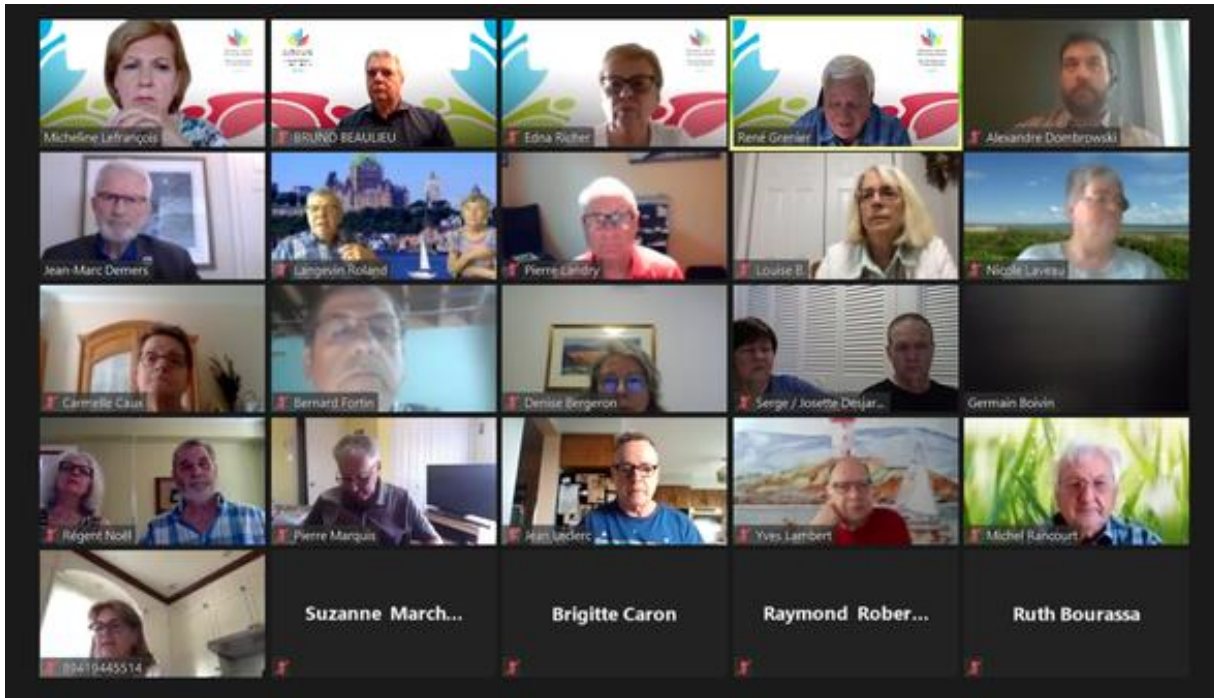 Micheline Lefrançois
BRUNO BEAULIEU
Edna Richer
René Grenier
Alexandre Dombrowski
Jean-Marc Demers
Langevin Roland
Pierre Landry
Louise B.
Nicole Laveau
Carmelle Caux
Bernard Fortin
Denise Bergeron
Serge / Josette Desjar...
Germain Boivin
Régent Noël
Pierre Marquis
Jean Leclerc
Yves Lambert
Michel Rancourt
89419445514
Suzanne March...
Brigitte Caron
Raymond Rober...
Ruth Bourassa